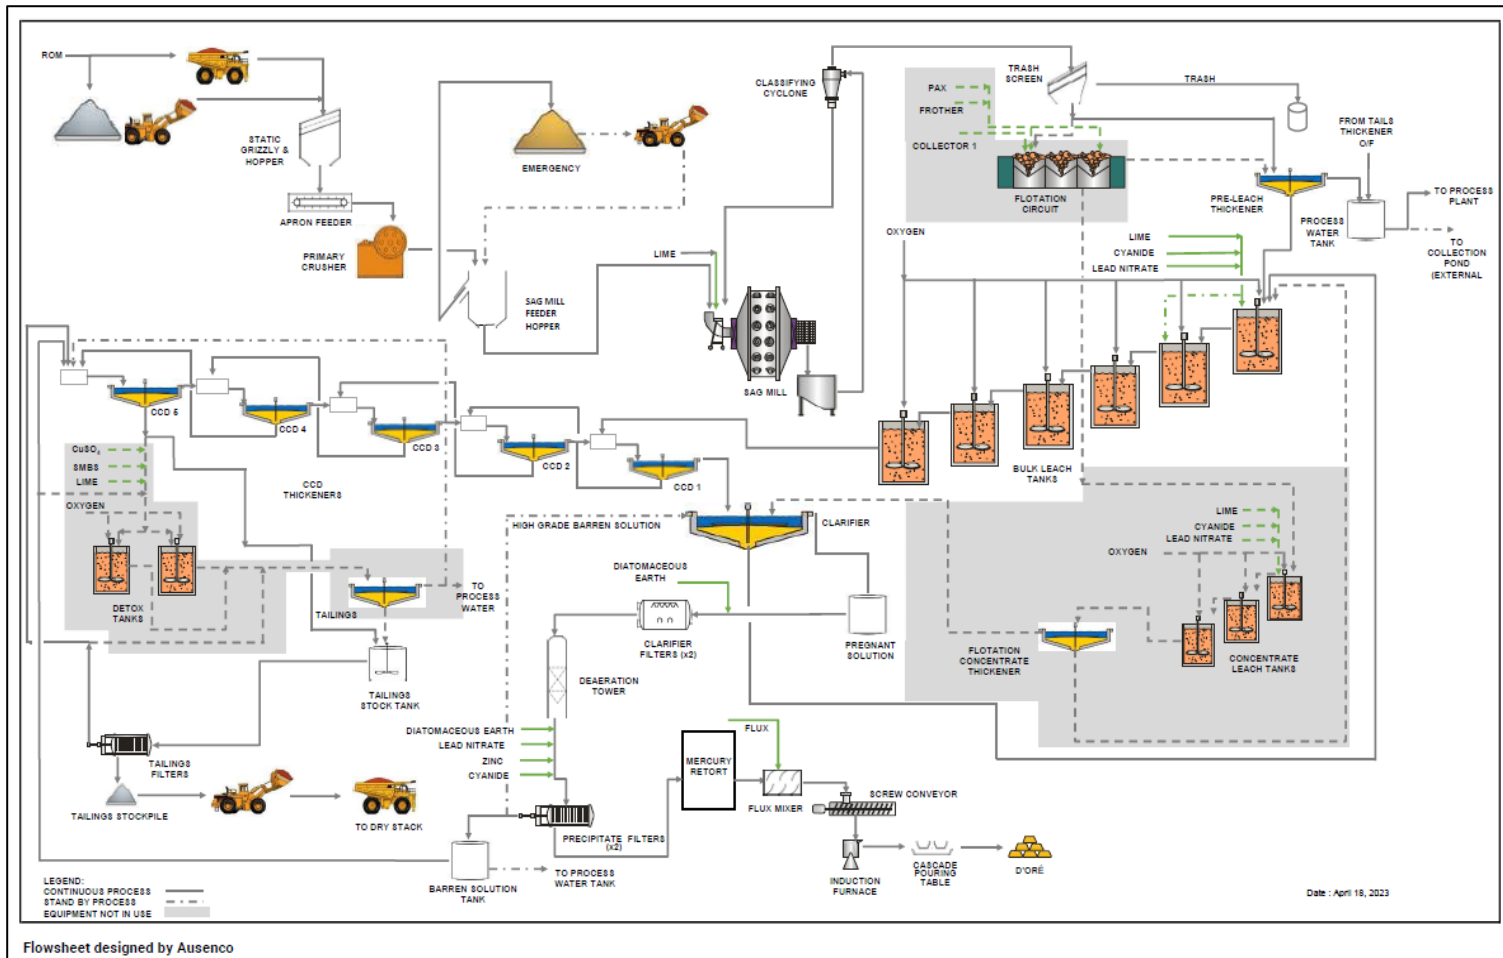 ROM
STATIC
GRIZZLY &
HOPPER
APRON FEEDER
PRIMARY
CRUSHER
EMERGENCY
SAG MILL
FEEDER
HOPPER
LIME
SAG MILL
CLASSIFYING
CYCLONE
TRASH
SCREEN
TRASH
PAX
FROTHER
COLLECTOR 1
FLOTATION
CIRCUIT
FROM TAILS
THICKENER
O/F
PRE-LEACH
THICKENER
PROCESS
WATER
TANK
TO PROCESS
PLANT
TO
COLLECTION
POND
(EXTERNAL
OXYGEN
LIME
CYANIDE
LEAD NITRATE
BULK LEACH
TANKS
CCD 5
CCD 4
CCD 3
CCD 2
CCD 1
CCD
THICKENERS
CuSO₄
SMBS
LIME
OXYGEN
DETOX
TANKS
TAILINGS
TO
PROCESS
WATER
TAILINGS
STOCK TANK
HIGH GRADE BARREN SOLUTION
CLARIFIER
DIATOMACEOUS
EARTH
CLARIFIER
FILTERS (x2)
PREGNANT
SOLUTION
DEAERATION
TOWER
LIME
CYANIDE
LEAD NITRATE
OXYGEN
FLOTATION
CONCENTRATE
THICKENER
CONCENTRATE
LEACH TANKS
DIATOMACEOUS EARTH
LEAD NITRATE
ZINC
CYANIDE
PRECIPITATE FILTERS
(x2)
MERCURY
RETORT
FLUX
FLUX MIXER
SCREW CONVEYOR
INDUCTION
FURNACE
CASCADE
POURING
TABLE
D'ORÉ
TAILINGS
FILTERS
TAILINGS STOCKPILE
TO DRY STACK
BARREN SOLUTION
TANK
TO PROCESS
WATER TANK
LEGEND:
CONTINUOUS PROCESS
STAND BY PROCESS
EQUIPMENT NOT IN USE
Date : April 18, 2023
Flowsheet designed by Ausenco